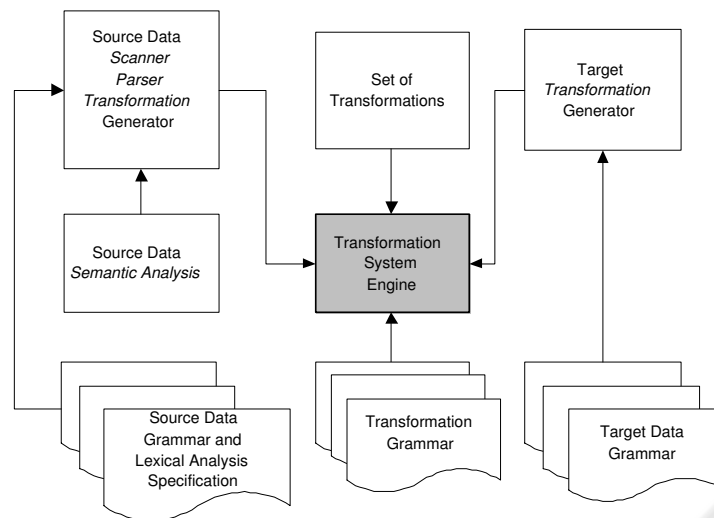 Source Data
Scanner
Parser
Transformation
Generator
Set of
Transformations
Target
Transformation
Generator
Source Data
Semantic Analysis
Transformation
System
Engine
Source Data
Grammar and
Lexical Analysis
Specification
Transformation
Grammar
Target Data
Grammar